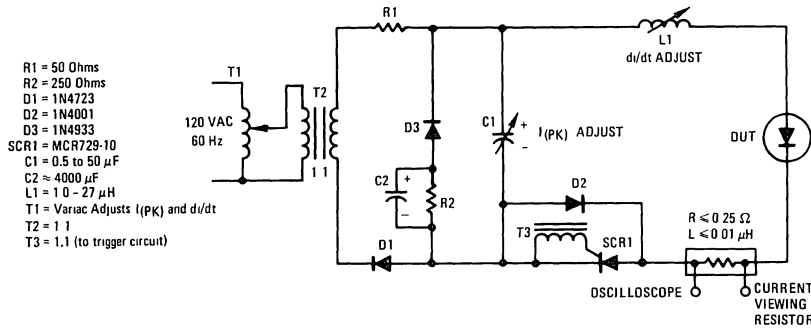 R1 = 50 Ohms
R2 = 250 Ohms
D1 = 1N4723
D2 = 1N4001
D3 = 1N4933
SCR1 = MCR729-10
C1 = 0.5 to 50 μF
C2 ≈ 4000 μF
L1 = 1 0 - 27 μH
T1 = Variac Adjusts I(PK) and di/dt
T2 = 1 1
T3 = 1.1 (to trigger circuit)
T1
120 VAC
60 Hz
T2
1 1
R1
D3
C2
+
–
R2
D1
C1
+
–
I(PK) ADJUST
D2
T3
SCR1
L1
di/dt ADJUST
DUT
R ≤ 0 25 Ω
L ≤ 0 01 μH
OSCILLOSCOPE
CURRENT
VIEWING
RESISTOR